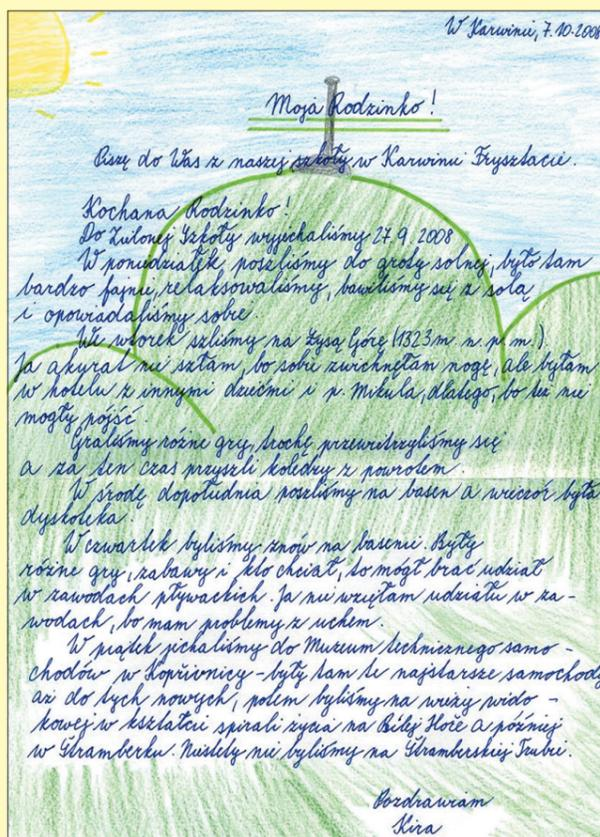 W Karwinie, 7.10.2008
Moja Rodzinko!
Piszę do Was z naszej szkoły w Karwinie Frysztacie.
Kochana Rodzinko!
Do Zielonej Szkoły wyjechaliśmy 27.9.2008
W poniedziałek, poszliśmy do groty solnej, było tam
bardzo fajnie, relaksowaliśmy, bawiliśmy się z solą
i opowiadaliśmy sobie.
We wtorek szliśmy na Łysą Górę (1323 m. n. p. m.).
Ja akurat nie szłam, bo sobie zwichnęłam nogę, ale byłam
w hotelu z innymi dziećmi i p. Mikula, dlatego, bo też nie
mogły pójść.
Graliśmy różne gry, trochę przewietrzyliśmy się
a za ten czas przyszli koledzy z powrotem.
W środę dopołudnia poszliśmy na basen a wieczór była
dyskoteka.
W czwartek byliśmy znów na basenie. Były
różne gry, zabawy i kto chciał, to mógł brać udział
w zawodach pływackich. Ja nie wzięłam udziału w za-
wodach, bo mam problemy z uchem.
W piątek jechaliśmy do Muzeum technicznego samo-
chodów w Kopřivnicy - były tam te najstarsze samochody
aż do tych nowych, potem byliśmy na wieży wido-
kowej w kształcie spirali życia na Bílej Hoře a później
w Štramberku. Niestety nie byliśmy na Štramberskiej Trubie.
Pozdrawiam
Kira